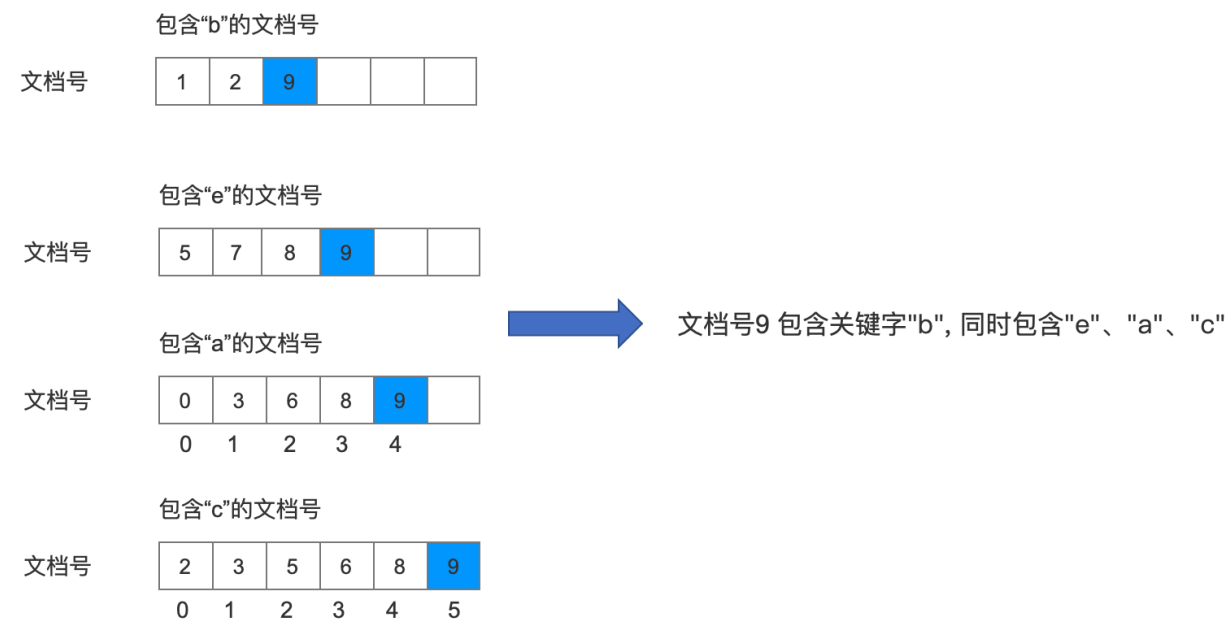 包含“b”的文档号
文档号 1 2 9
包含“e”的文档号
文档号 5 7 8 9
文档号9 包含关键字"b", 同时包含"e"、"a"、"c"
包含“a”的文档号
文档号 0 3 6 8 9
0 1 2 3 4
包含“c”的文档号
文档号 2 3 5 6 8 9
0 1 2 3 4 5